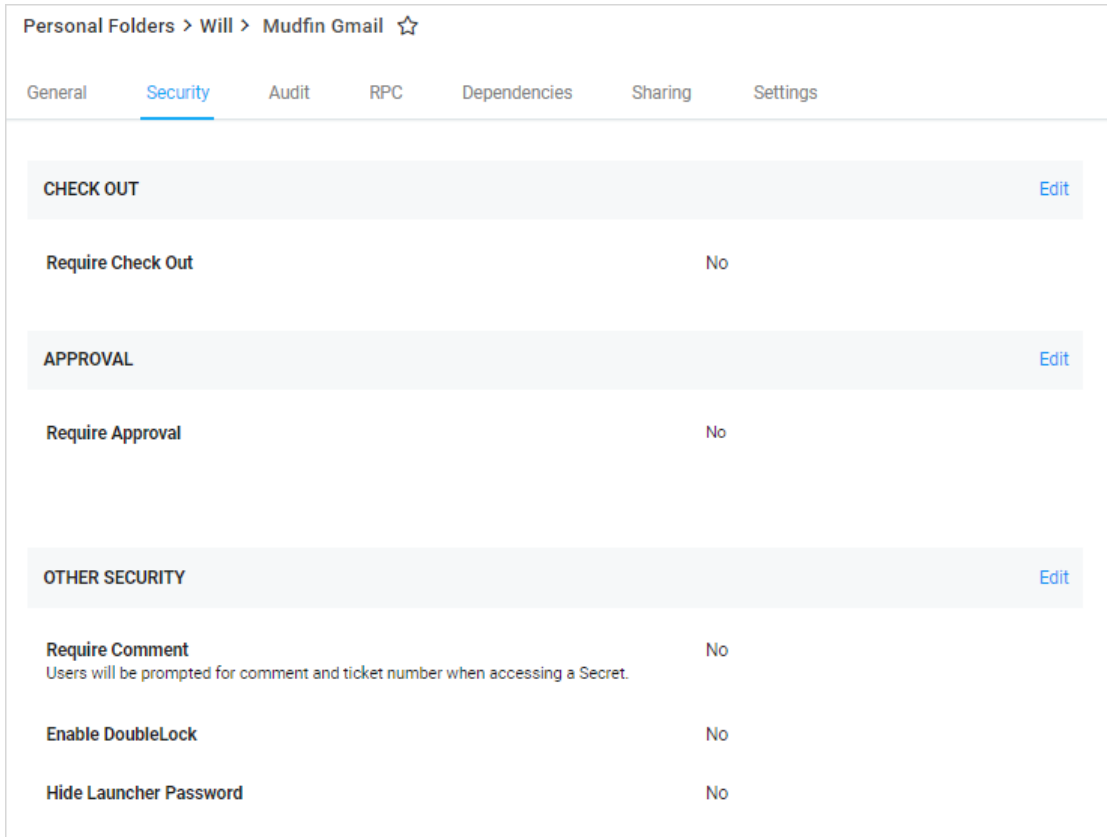 Personal Folders > Will > Mudfin Gmail
General Security Audit RPC Dependencies Sharing Settings
CHECK OUT Edit
Require Check Out No
APPROVAL Edit
Require Approval No
OTHER SECURITY Edit
Require Comment No
Users will be prompted for comment and ticket number when accessing a Secret.
Enable DoubleLock No
Hide Launcher Password No